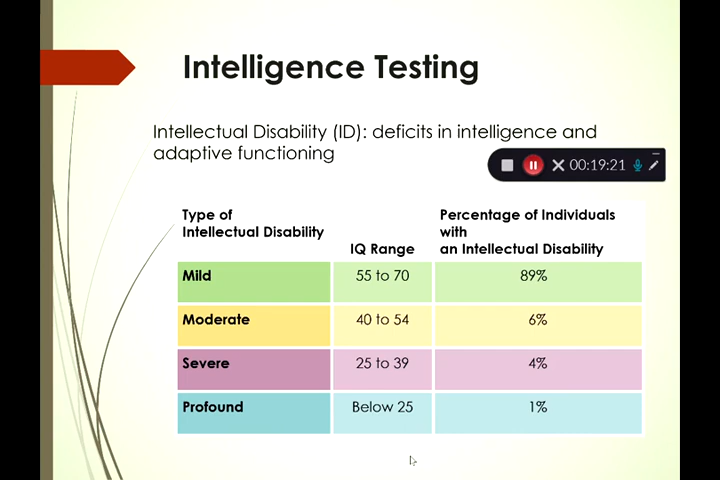 Intelligence Testing
Intellectual Disability (ID): deficits in intelligence and
adaptive functioning
00:19:21
Type of
Intellectual Disability
IQ Range
Percentage of Individuals
with
an Intellectual Disability
Mild 55 to 70 89%
Moderate 40 to 54 6%
Severe 25 to 39 4%
Profound Below 25 1%